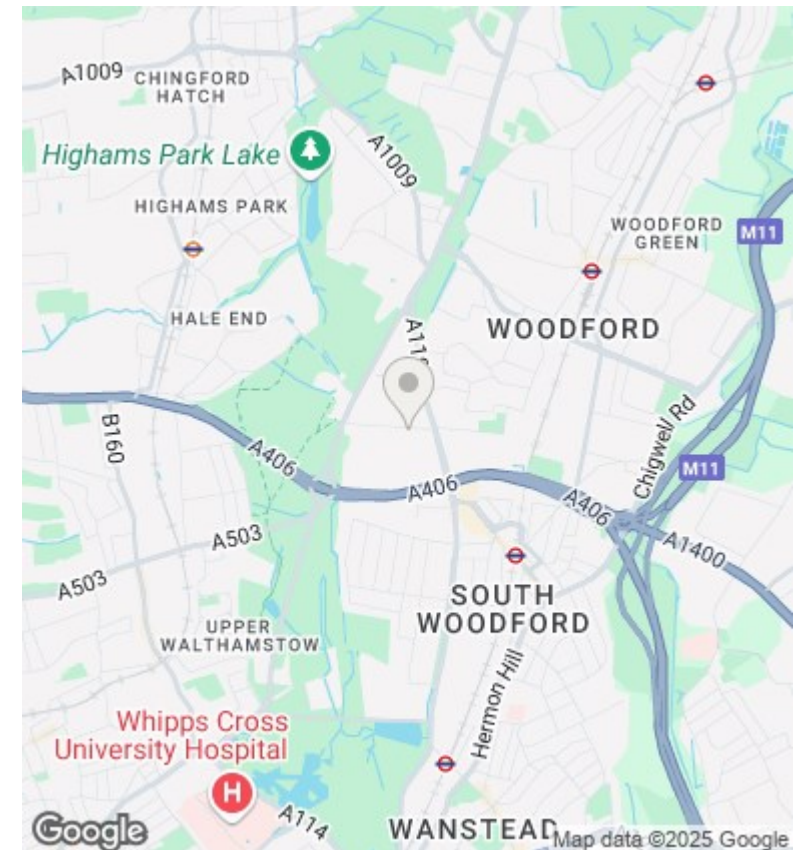 A1009
CHINGFORD
HATCH
Highams Park Lake
A1009
HIGHAMS PARK
WOODFORD
GREEN
M11
HALE END
WOODFORD
B160
A406
Chigwell Rd
M11
A406
A406
A503
A1400
A503
SOUTH
WOODFORD
UPPER
WALTHAMSTOW
Hermon Hill
Whipps Cross
University Hospital
H
A114
WANSTEAD
Google
Map data ©2025 Google